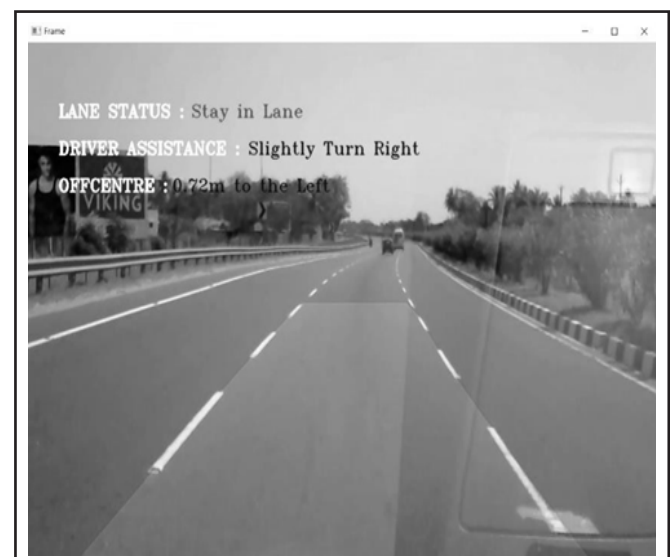 Frame
LANE STATUS : Stay in Lane
DRIVER ASSISTANCE : Slightly Turn Right
OFFCENTRE : 0.72m to the Left
VIKING